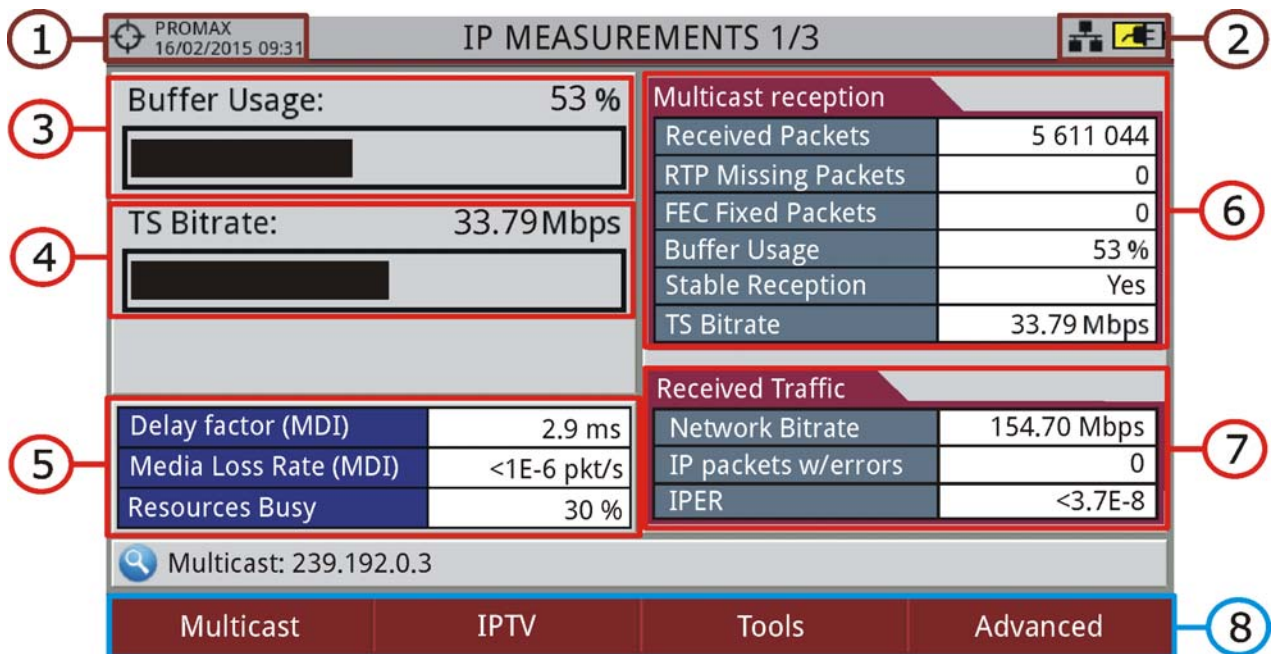 PROMAX
16/02/2015 09:31
IP MEASUREMENTS 1/3
1
2
3
Buffer Usage: 53 %
4
TS Bitrate: 33.79 Mbps
5
Delay factor (MDI) 2.9 ms
Media Loss Rate (MDI) <1E-6 pkt/s
Resources Busy 30 %
Multicast reception
Received Packets 5 611 044
RTP Missing Packets 0
FEC Fixed Packets 0
Buffer Usage 53 %
Stable Reception Yes
TS Bitrate 33.79 Mbps
6
Received Traffic
Network Bitrate 154.70 Mbps
IP packets w/errors 0
IPER <3.7E-8
7
Multicast: 239.192.0.3
Multicast IPTV Tools Advanced
8